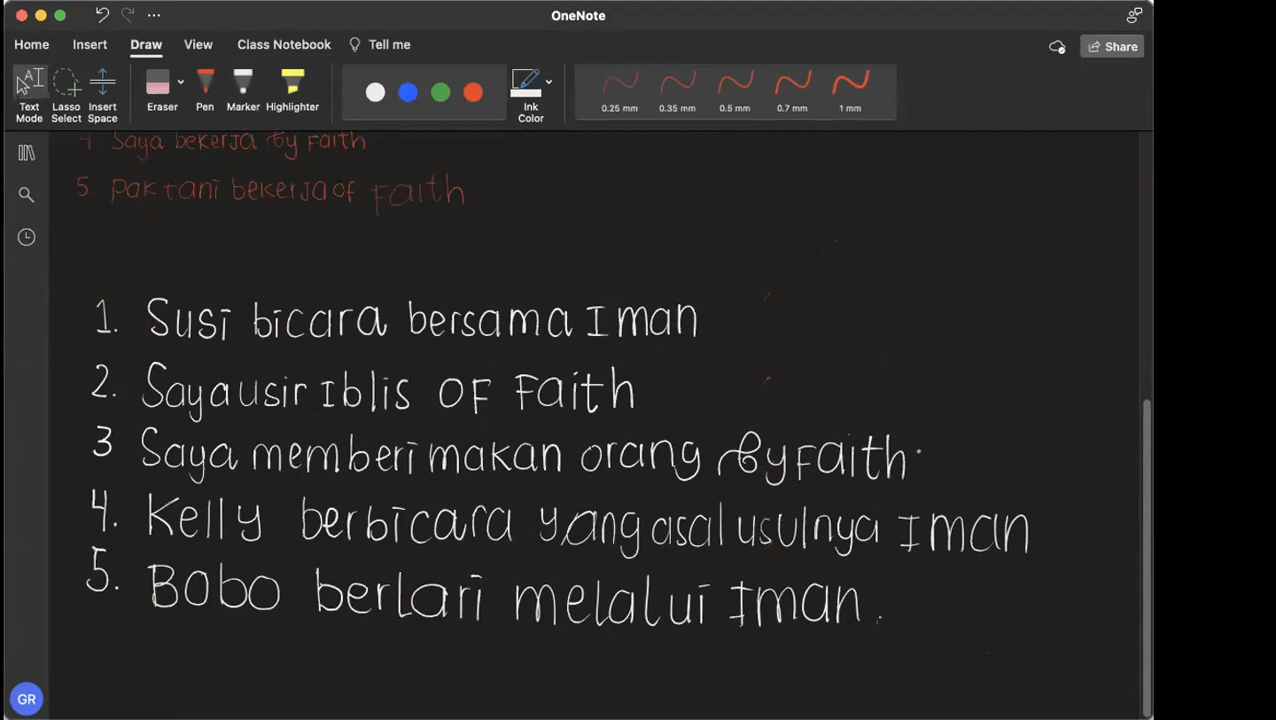 OneNote
Home Insert Draw View Class Notebook Tell me
Share
Text Mode
Lasso Select
Insert Space
Eraser
Pen
Marker
Highlighter
Ink Color
0.25 mm
0.35 mm
0.5 mm
0.7 mm
1 mm
4. Saya bekerja By Faith
5. Pak tani bekerja of Faith
1. Susi bicara bersama Iman
2. Saya usir Iblis OF Faith
3 Saya memberi makan orang By Faith.
4. Kelly berbicara yang asal usulnya Iman
5. Bobo berlari melalui Iman.
GR